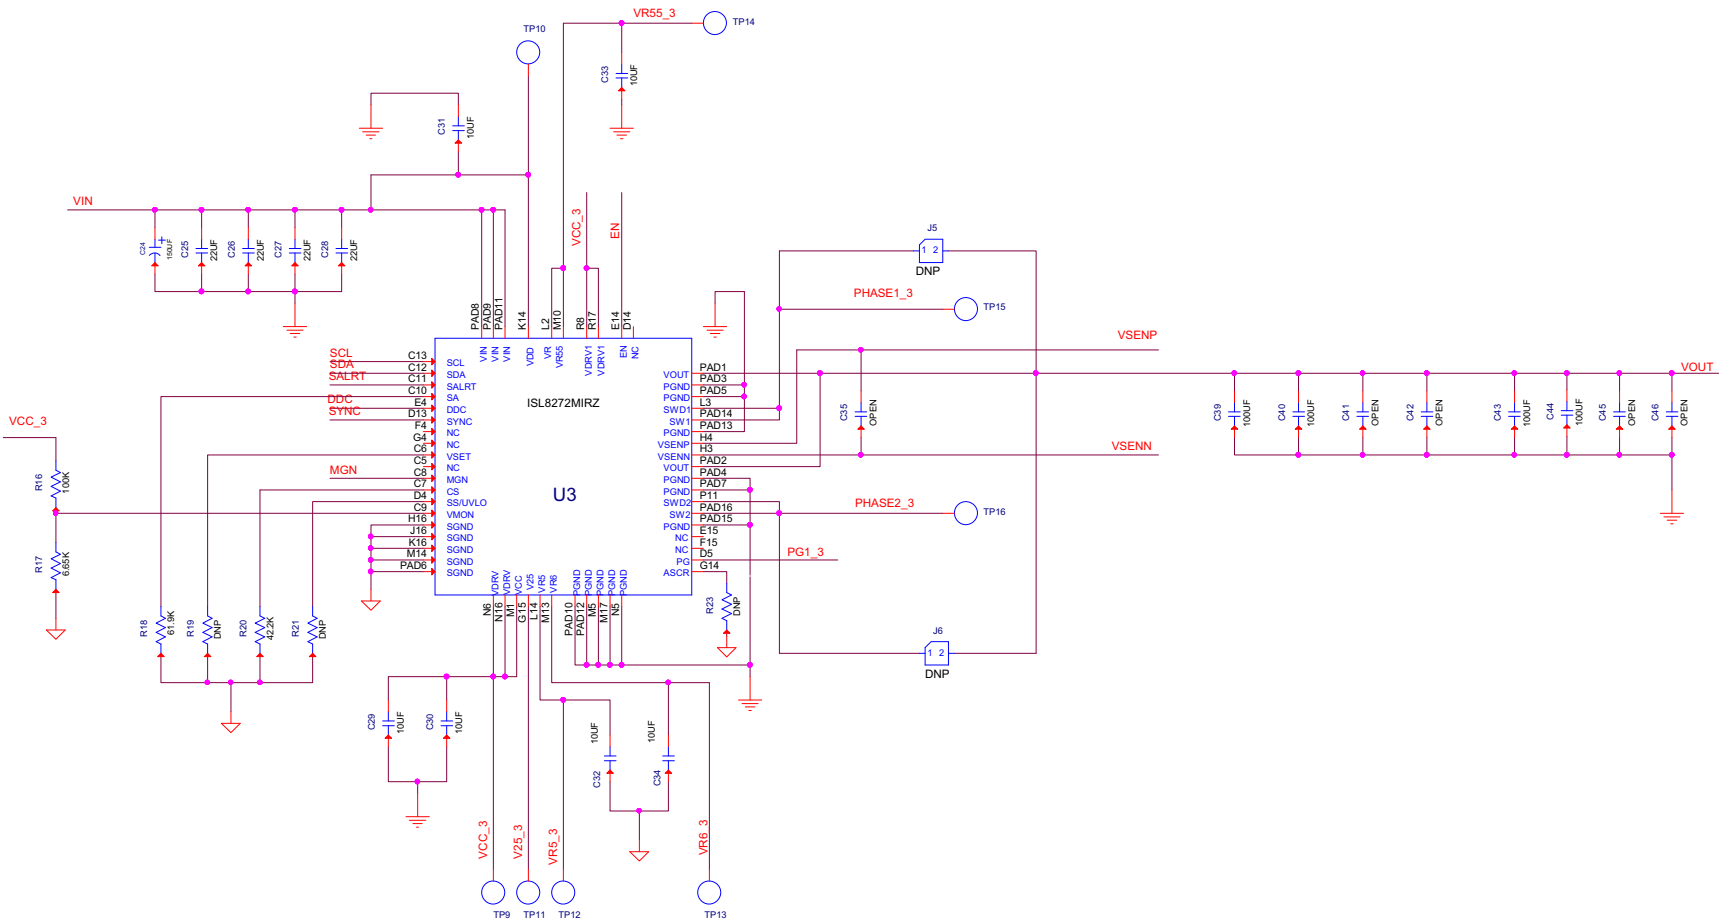 VR55_3
TP14
TP10
C33
10UF
C31
10UF
VIN
C24
150UF
C25
22UF
C26
22UF
C27
22UF
C28
22UF
VCC_3
EN
J5
1 2
DNP
PHASE1_3
TP15
PAD8
PAD9
PAD11
K14
L2
M10
R8
R17
E14
D14
VIN
VIN
VIN
VDD
VR
VR55
VDRV1
VDRV1
EN
NC
SCL
SDA
SALRT
DDC
SYNC
MGN
C13
C12
C11
C10
E4
D13
F4
G4
C6
C5
C8
C7
D4
C9
H16
J16
K16
M14
PAD6
SCL
SDA
SALRT
SA
DDC
SYNC
NC
NC
VSET
NC
MGN
CS
SS/UVLO
VMON
SGND
SGND
SGND
SGND
SGND
ISL8272MIRZ
U3
VOUT
PGND
PGND
SWD1
SW1
PGND
VSENP
VSENN
VOUT
PGND
PGND
SWD2
SW2
PGND
NC
NC
PG
ASCR
PAD1
PAD3
PAD5
L3
PAD14
PAD13
H4
H3
PAD2
PAD4
PAD7
P11
PAD16
PAD15
E15
F15
D5
G14
VSENP
VSENN
VOUT
C35
OPEN
C39
100UF
C40
100UF
C41
OPEN
C42
OPEN
C43
100UF
C44
100UF
C45
OPEN
C46
OPEN
PHASE2_3
TP16
PG1_3
VCC_3
R16
100K
R17
6.65K
R18
61.9K
R19
DNP
R20
42.2K
R21
DNP
R23
DNP
VDRV
VDRV
VCC
V25
VR5
VR6
PGND
PGND
PGND
PGND
PGND
N6
N16
M1
G15
L14
M13
PAD10
PAD12
M5
M17
N5
J6
1 2
DNP
C29
10UF
C30
10UF
C32
10UF
C34
10UF
VCC_3
V25_3
VR5_3
VR6_3
TP9
TP11
TP12
TP13